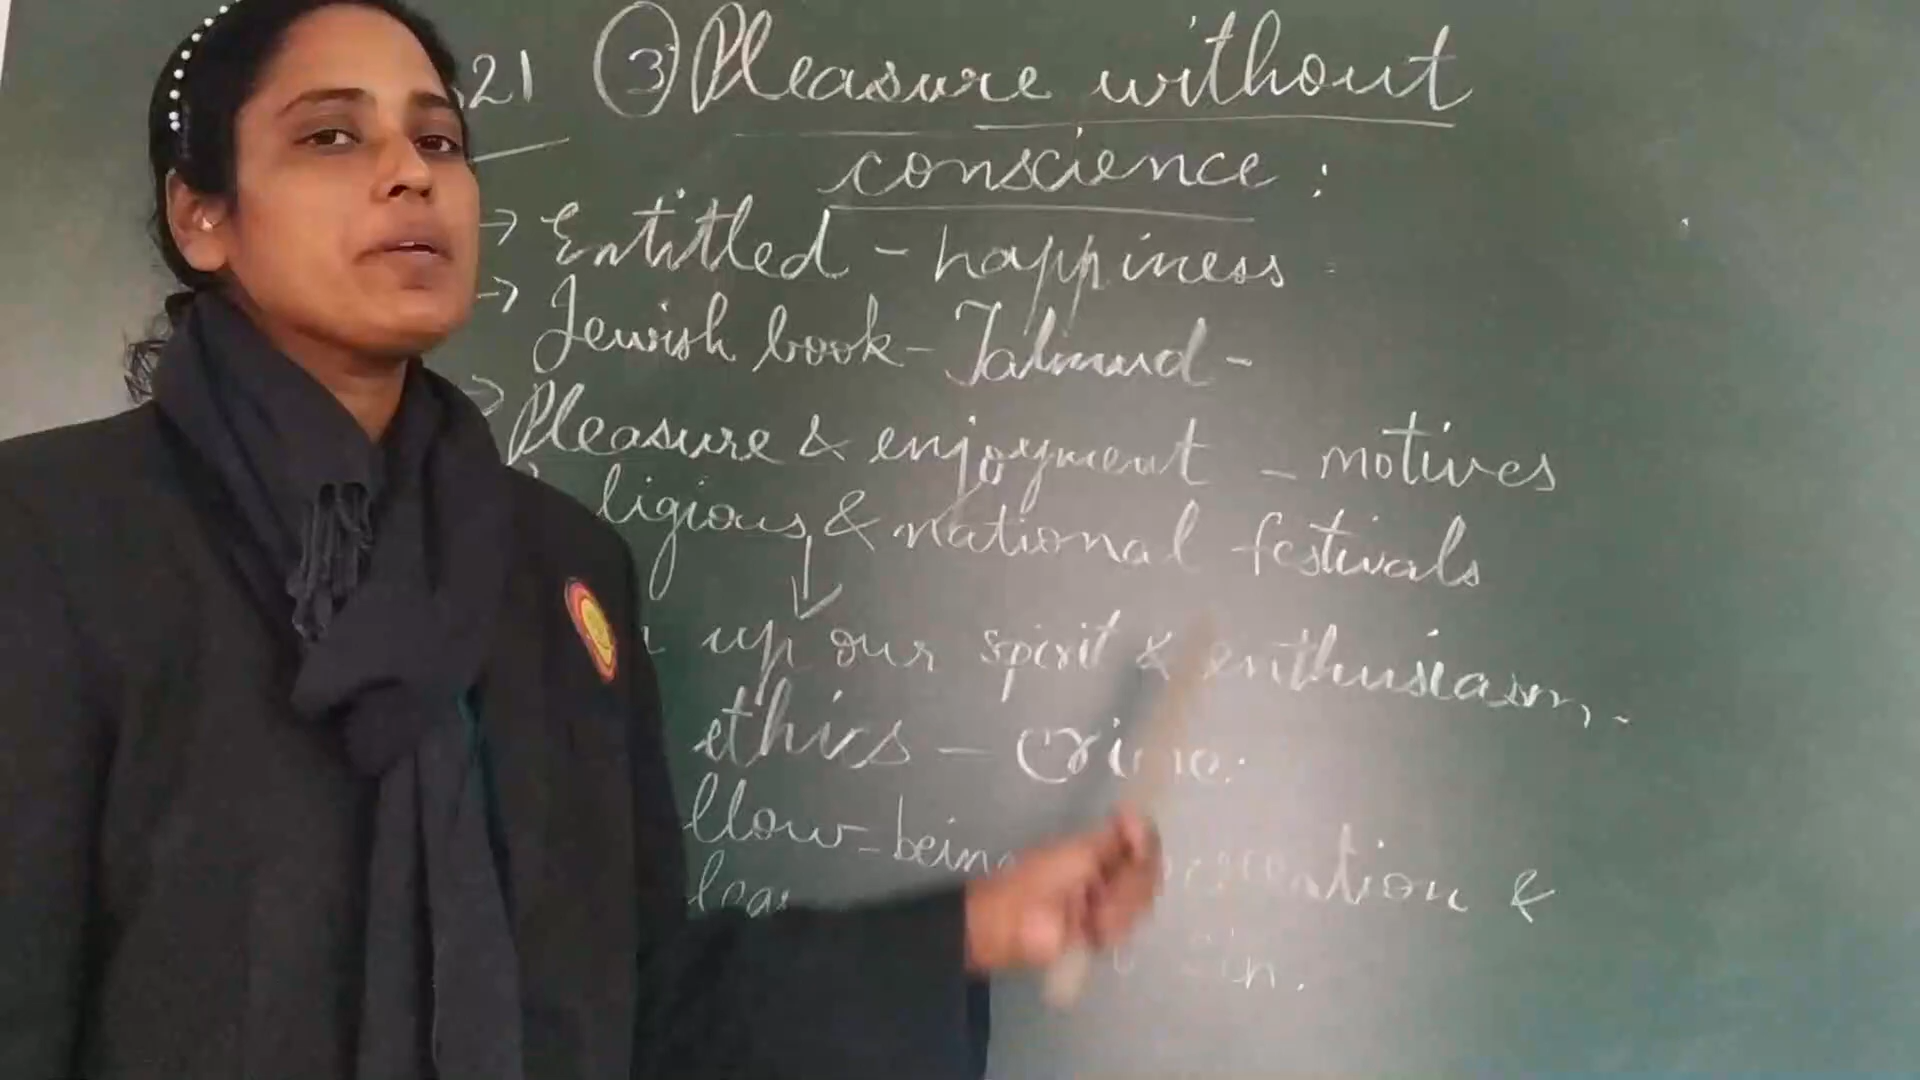 21 ③ Pleasure without
conscience :
→ Entitled - happiness
→ Jewish book - Talmud -
→ Pleasure & enjoyment - motives
ligious & national festivals
↓
up our spirit & enthusiasm.
ethics - crime.
llow-being &